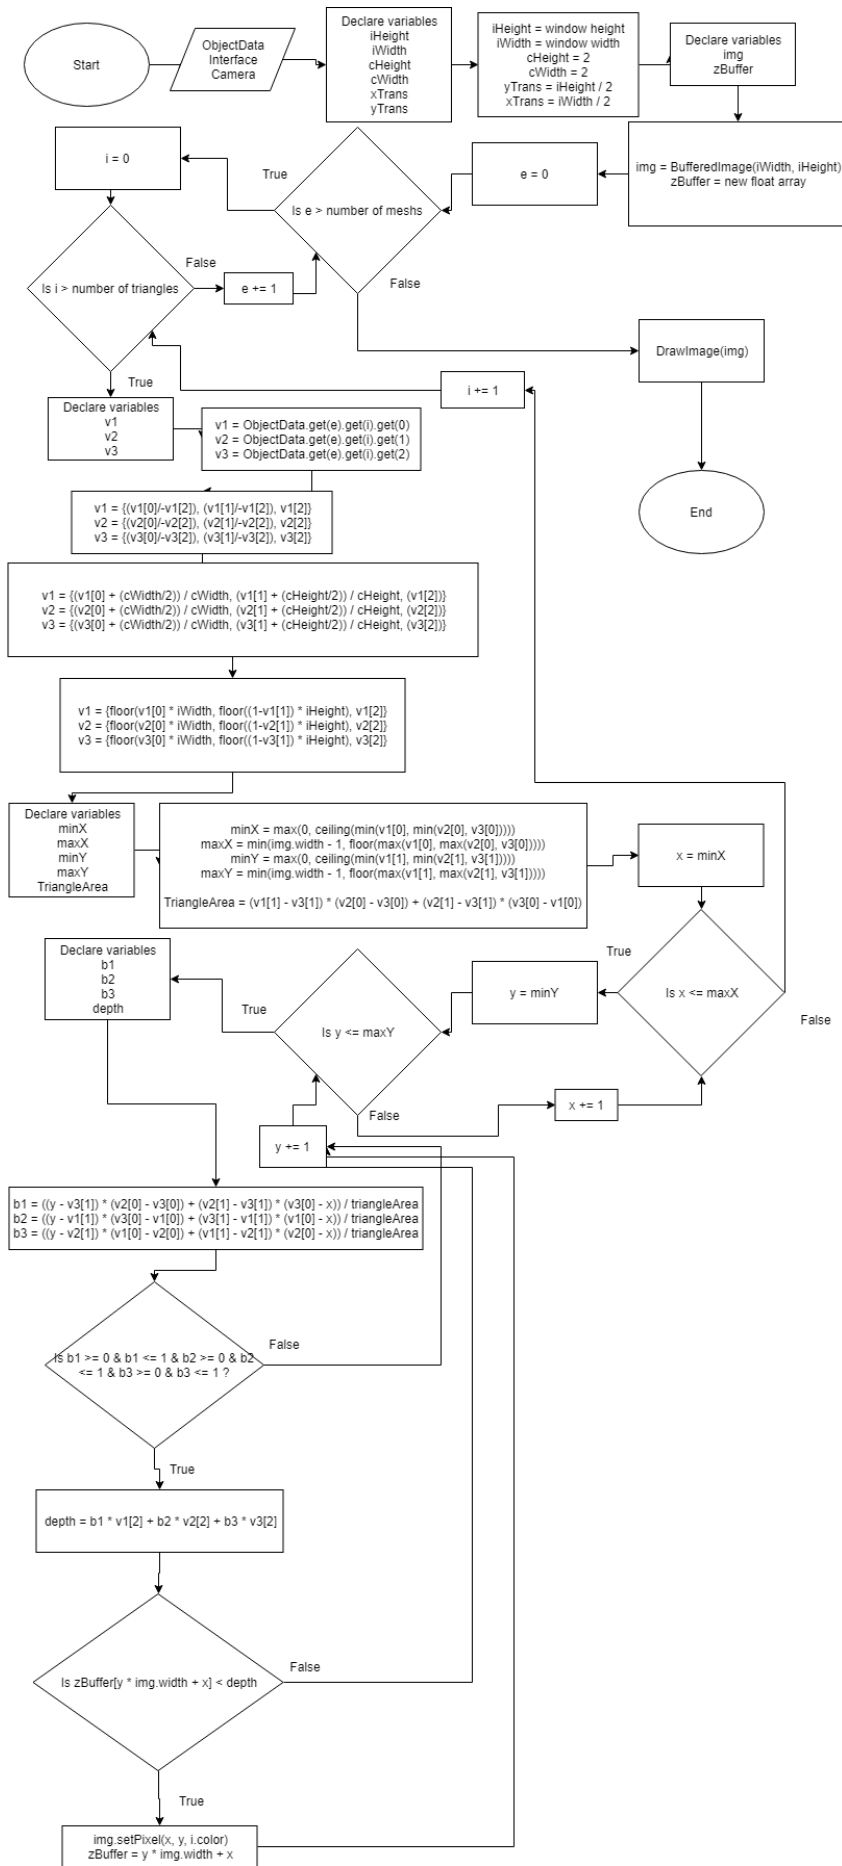 Start
ObjectData
Interface
Camera
Declare variables
iHeight
iWidth
cHeight
cWidth
xTrans
yTrans
iHeight = window height
iWidth = window width
cHeight = 2
cWidth = 2
yTrans = iHeight / 2
xTrans = iWidth / 2
Declare variables
img
zBuffer
img = BufferedImage(iWidth, iHeight)
zBuffer = new float array
e = 0
Is e > number of meshs
True
False
i = 0
Is i > number of triangles
False
e += 1
True
DrawImage(img)
End
i += 1
Declare variables
v1
v2
v3
v1 = ObjectData.get(e).get(i).get(0)
v2 = ObjectData.get(e).get(i).get(1)
v3 = ObjectData.get(e).get(i).get(2)
v1 = {(v1[0]/-v1[2]), (v1[1]/-v1[2]), v1[2]}
v2 = {(v2[0]/-v2[2]), (v2[1]/-v2[2]), v2[2]}
v3 = {(v3[0]/-v3[2]), (v3[1]/-v3[2]), v3[2]}
v1 = {(v1[0] + (cWidth/2)) / cWidth, (v1[1] + (cHeight/2)) / cHeight, (v1[2])}
v2 = {(v2[0] + (cWidth/2)) / cWidth, (v2[1] + (cHeight/2)) / cHeight, (v2[2])}
v3 = {(v3[0] + (cWidth/2)) / cWidth, (v3[1] + (cHeight/2)) / cHeight, (v3[2])}
v1 = {floor(v1[0] * iWidth, floor((1-v1[1]) * iHeight), v1[2]}
v2 = {floor(v2[0] * iWidth, floor((1-v2[1]) * iHeight), v2[2]}
v3 = {floor(v3[0] * iWidth, floor((1-v3[1]) * iHeight), v3[2]}
Declare variables
minX
maxX
minY
maxY
TriangleArea
minX = max(0, ceiling(min(v1[0], min(v2[0], v3[0]))))
maxX = min(img.width - 1, floor(max(v1[0], max(v2[0], v3[0]))))
minY = max(0, ceiling(min(v1[1], min(v2[1], v3[1]))))
maxY = min(img.width - 1, floor(max(v1[1], max(v2[1], v3[1]))))
TriangleArea = (v1[1] - v3[1]) * (v2[0] - v3[0]) + (v2[1] - v3[1]) * (v3[0] - v1[0])
x = minX
Is x <= maxX
True
False
y = minY
Is y <= maxY
True
False
x += 1
y += 1
Declare variables
b1
b2
b3
depth
b1 = ((y - v3[1]) * (v2[0] - v3[0]) + (v2[1] - v3[1]) * (v3[0] - x)) / triangleArea
b2 = ((y - v1[1]) * (v3[0] - v1[0]) + (v3[1] - v1[1]) * (v1[0] - x)) / triangleArea
b3 = ((y - v2[1]) * (v1[0] - v2[0]) + (v1[1] - v2[1]) * (v2[0] - x)) / triangleArea
Is b1 >= 0 & b1 <= 1 & b2 >= 0 & b2
<= 1 & b3 >= 0 & b3 <= 1 ?
False
True
depth = b1 * v1[2] + b2 * v2[2] + b3 * v3[2]
Is zBuffer[y * img.width + x] < depth
False
True
img.setPixel(x, y, i.color)
zBuffer = y * img.width + x